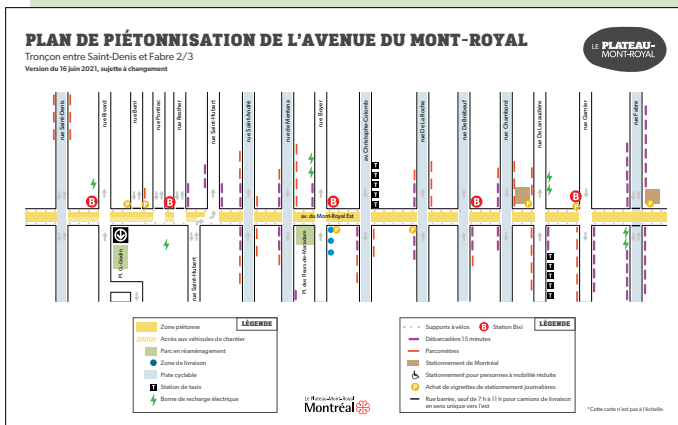 PLAN DE PIÉTONNISATION DE L'AVENUE DU MONT-ROYAL
Tronçon entre Saint-Denis et Fabre 2/3
Version du 16 juin 2021, sujette à changement
LE PLATEAU-
MONT-ROYAL
rue Saint-Denis
rue Rivard
rue Berri
rue Pontiac
rue Resther
rue Saint-Hubert
rue Saint-André
rue de Mentana
rue Boyer
av. Christophe-Colomb
rue De La Roche
rue De Brébeuf
rue Chambord
rue De Lanaudière
rue Garnier
rue Fabre
T
T
T
T
T
B
B
B
B
B
P
P
P
P
P
av. du Mont-Royal Est
P
P
Pl. G.-Godin
rue Saint-Hubert
Pl. des Fleurs-de-Macadam
T
T
T
T
T
LÉGENDE
Zone piétonne
Accès aux véhicules de chantier
Parc en réaménagement
Zone de livraison
Piste cyclable
T Station de taxis
Borne de recharge électrique
LÉGENDE
Supports à vélos
B Station Bixi
Débarcadère 15 minutes
Parcomètres
Stationnement de Montréal
Stationnement pour personnes à mobilité réduite
P Achat de vignettes de stationnement journalières
Rue barrée, sauf de 7 h à 11 h pour camions de livraison
en sens unique vers l'est
Le Plateau-Mont-Royal
Montréal
*Cette carte n'est pas à l'échelle.